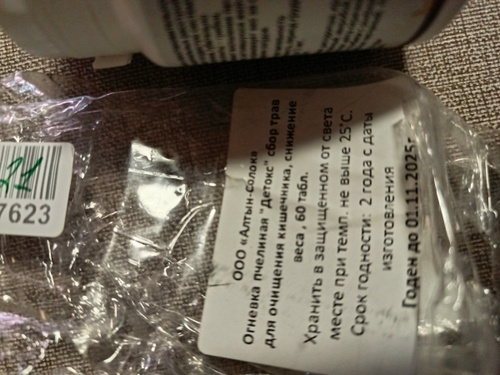 ООО «Алтын-солок»
Огневка пчелиная "Детокс" сбор трав
для очищения кишечника, снижение
веса , 60 табл.
Хранить в защищенном от света
месте при темп. не выше 25°С.
Срок годности: 2 года с даты
изготовления
Годен до 01.11.2025г
7623